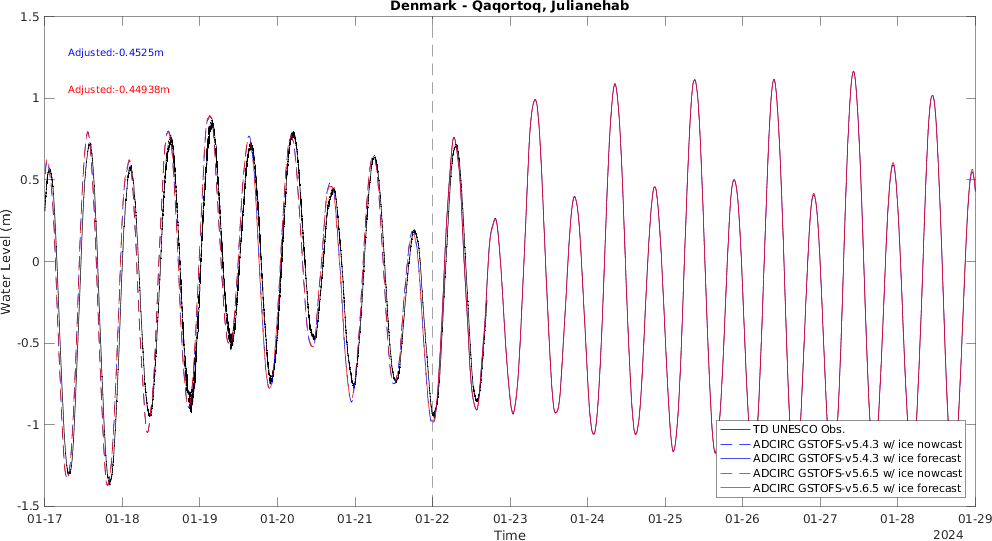 Denmark - Qaqortoq, Julianehab
Adjusted:-0.4525m
Adjusted:-0.44938m
Water Level (m)
1.5
1
0.5
0
-0.5
-1
-1.5
TD UNESCO Obs.
ADCIRC GSTOFS-v5.4.3 w/ ice nowcast
ADCIRC GSTOFS-v5.4.3 w/ ice forecast
ADCIRC GSTOFS-v5.6.5 w/ ice nowcast
ADCIRC GSTOFS-v5.6.5 w/ ice forecast
01-17 01-18 01-19 01-20 01-21 01-22 01-23 01-24 01-25 01-26 01-27 01-28 01-29
Time
2024